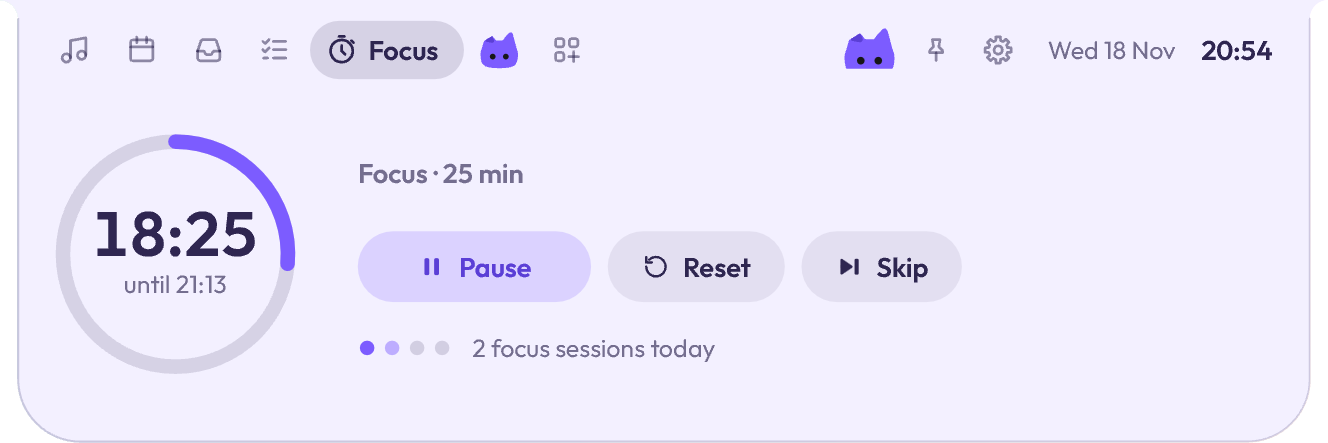 Focus
Wed 18 Nov 20:54
Focus · 25 min
18:25
until 21:13
Pause
Reset
Skip
2 focus sessions today